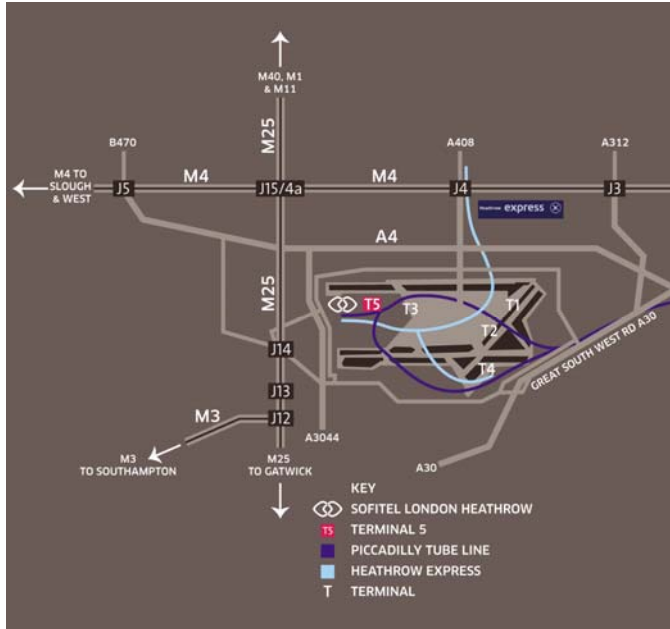 M40, M1
& M11
M25
B470
A408
A312
M4 TO
SLOUGH
& WEST
J5
M4
J15/4a
M4
J4
J3
Heathrow express
A4
M25
T5
T3
T1
T2
T4
J14
J13
J12
GREAT SOUTH WEST RD A30
M3
A3044
A30
M3
TO SOUTHAMPTON
M25
TO GATWICK
KEY
SOFITEL LONDON HEATHROW
T5 TERMINAL 5
PICCADILLY TUBE LINE
HEATHROW EXPRESS
T TERMINAL